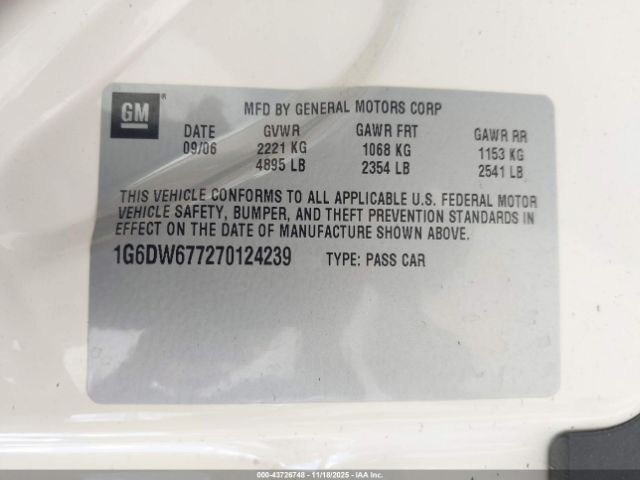 GM ®
MFD BY GENERAL MOTORS CORP
DATE GVWR GAWR FRT GAWR RR
09/06 2221 KG 1068 KG 1153 KG
4895 LB 2354 LB 2541 LB
THIS VEHICLE CONFORMS TO ALL APPLICABLE U.S. FEDERAL MOTOR
VEHICLE SAFETY, BUMPER, AND THEFT PREVENTION STANDARDS IN
EFFECT ON THE DATE OF MANUFACTURE SHOWN ABOVE.
1G6DW677270124239 TYPE: PASS CAR
000-43726748 - 11/18/2025 - IAA Inc.